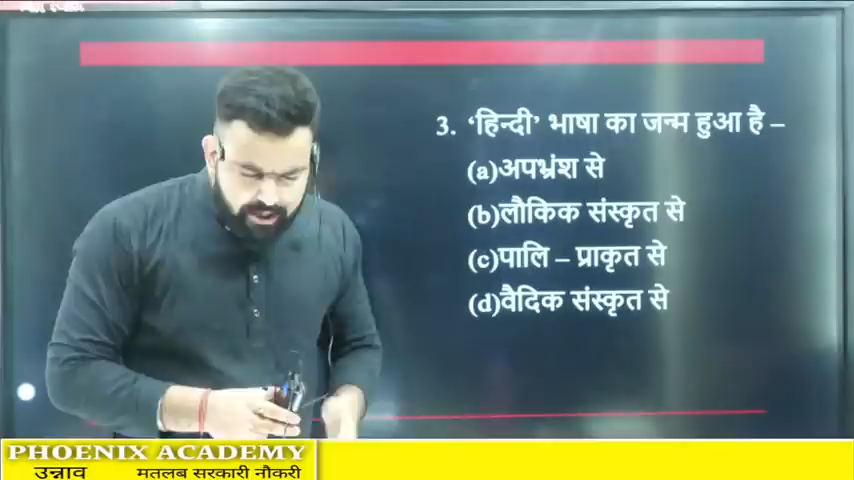 3. ‘हिन्दी’ भाषा का जन्म हुआ है –
(a)अपभ्रंश से
(b)लौकिक संस्कृत से
(c)पालि – प्राकृत से
(d)वैदिक संस्कृत से
PHOENIX ACADEMY
उन्नाव मतलब सरकारी नौकरी